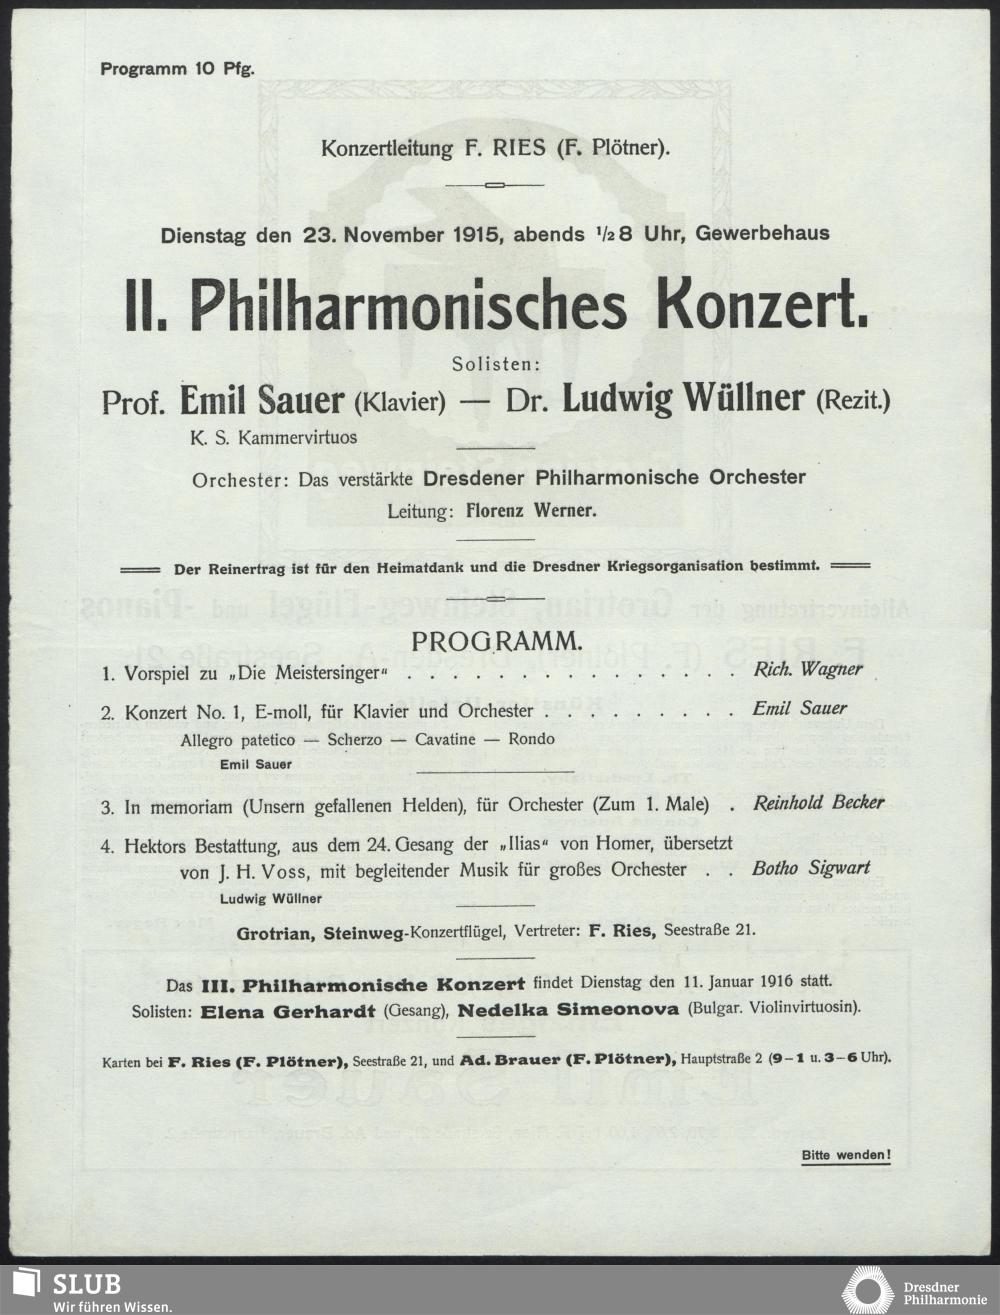 Programm 10 Pfg.
Konzertleitung F. RIES (F. Plötner).
Dienstag den 23. November 1915, abends 1/2 8 Uhr, Gewerbehaus
II. Philharmonisches Konzert.
Solisten:
Prof. Emil Sauer (Klavier) — Dr. Ludwig Wüllner (Rezit.)
K. S. Kammervirtuos
Orchester: Das verstärkte Dresdener Philharmonische Orchester
Leitung: Florenz Werner.
Der Reinertrag ist für den Heimatdank und die Dresdner Kriegsorganisation bestimmt.
PROGRAMM.
1. Vorspiel zu „Die Meistersinger“ . . . . . . . . . . . . . . . Rich. Wagner
2. Konzert No. 1, E-moll, für Klavier und Orchester . . . . . . . . . Emil Sauer
Allegro patetico — Scherzo — Cavatine — Rondo
Emil Sauer
3. In memoriam (Unsern gefallenen Helden), für Orchester (Zum 1. Male) . Reinhold Becker
4. Hektors Bestattung, aus dem 24. Gesang der „Ilias“ von Homer, übersetzt
von J. H. Voss, mit begleitender Musik für großes Orchester . . Botho Sigwart
Ludwig Wüllner
Grotrian, Steinweg-Konzertflügel, Vertreter: F. Ries, Seestraße 21.
Das III. Philharmonische Konzert findet Dienstag den 11. Januar 1916 statt.
Solisten: Elena Gerhardt (Gesang), Nedelka Simeonova (Bulgar. Violinvirtuosin).
Karten bei F. Ries (F. Plötner), Seestraße 21, und Ad. Brauer (F. Plötner), Hauptstraße 2 (9–1 u. 3–6 Uhr).
Bitte wenden!
SLUB
Wir führen Wissen.
Dresdner
Philharmonie